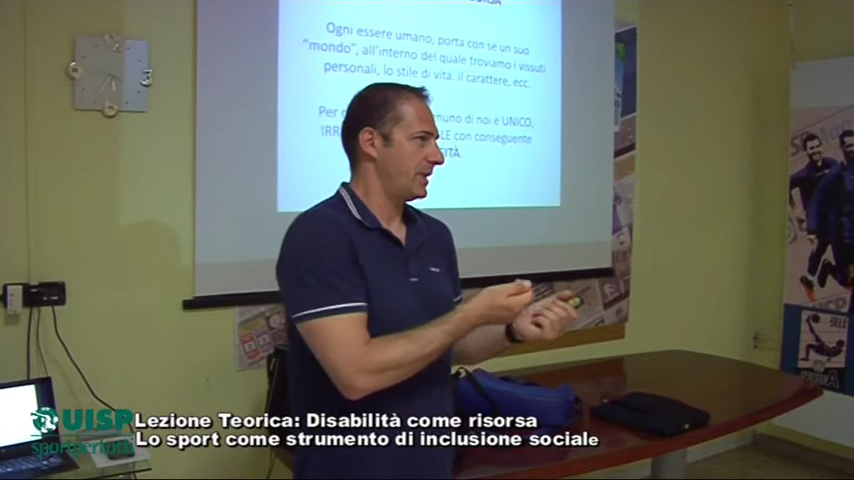 Ogni essere umano, porta con se un suo
"mondo", all'interno del quale troviamo i vissuti
personali, lo stile di vita, il carattere, ecc.
Per di noi è UNICO,
con conseguente
UISP Lezione Teorica: Disabilità come risorsa
sportpertutti Lo sport come strumento di inclusione sociale